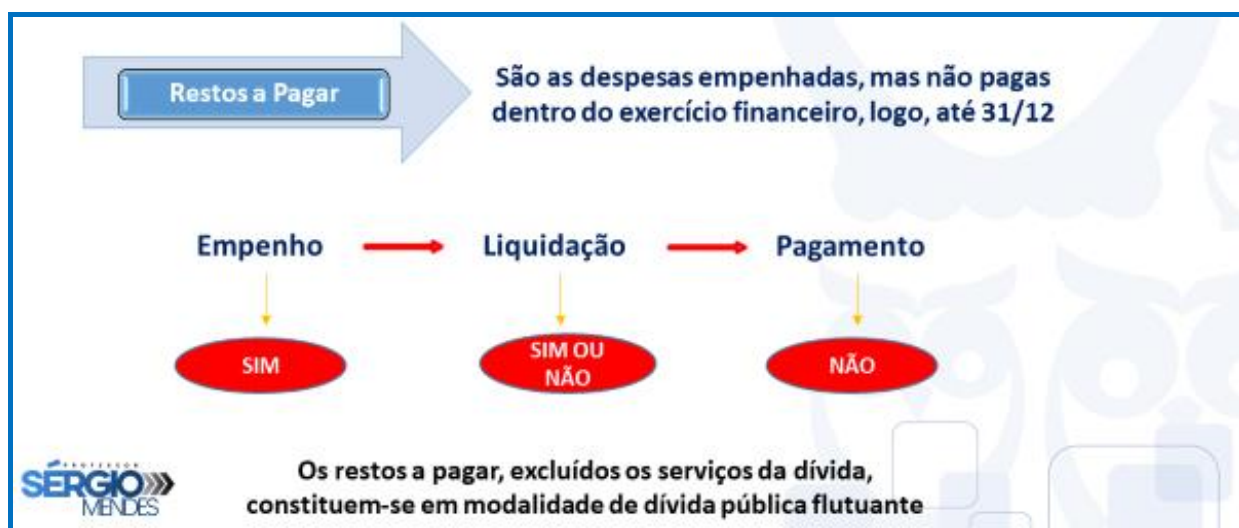 Restos a Pagar
São as despesas empenhadas, mas não pagas
dentro do exercício financeiro, logo, até 31/12
Empenho
Liquidação
Pagamento
SIM
SIM OU
NÃO
NÃO
PROFESSOR
SÉRGIO
MENDES
Os restos a pagar, excluídos os serviços da dívida,
constituem-se em modalidade de dívida pública flutuante